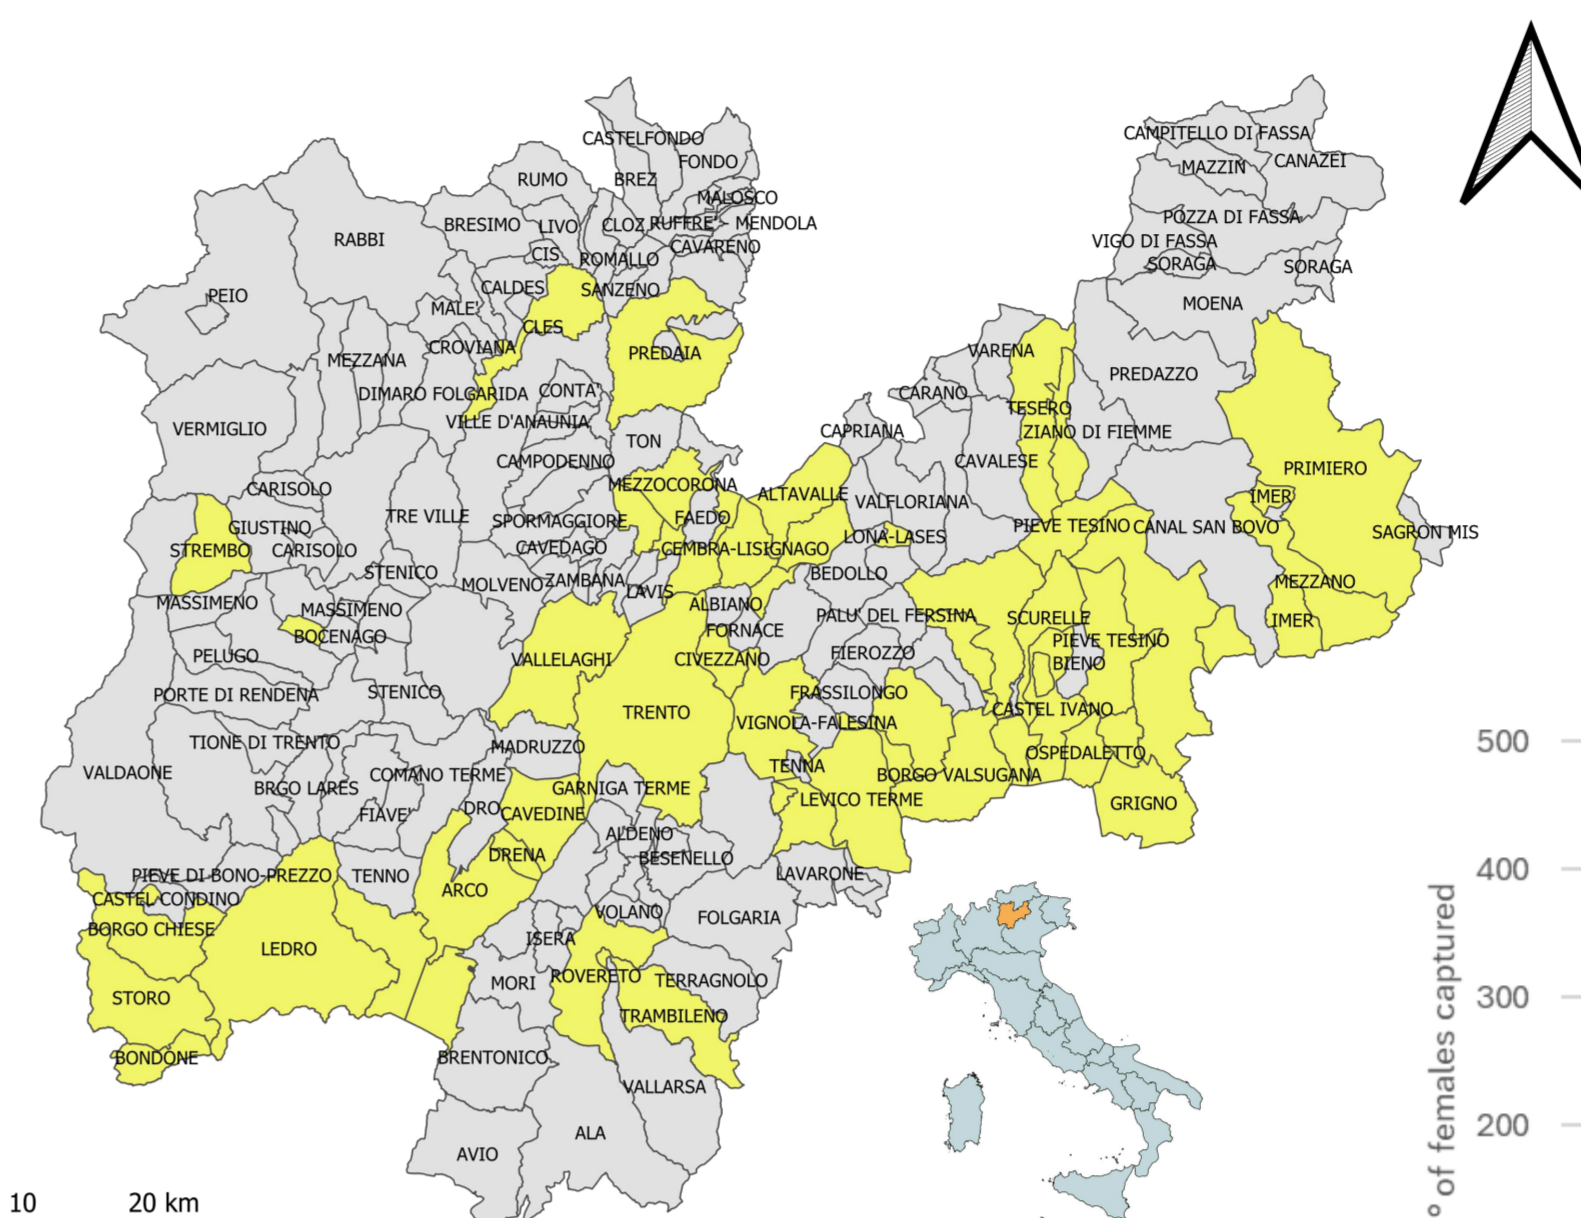 CASTELFONDO
CAMPITELLO DI FASSA
FONDO
CANAZEI
MAZZIN
RUMO
BREZ
MALOSCO
BRESIMO
LIVO
CLOZ
RUFFRE' - MENDOLA
POZZA DI FASSA
RABBI
CAVARENO
VIGO DI FASSA
CIS
ROMALLO
SORAGA
SORAGA
PEIO
CALDES
SANZENO
MALE'
MOENA
CLES
CROVIANA
PREDAIA
VARENA
MEZZANA
PREDAZZO
DIMARO FOLGARIDA
CONTA'
CARANO
TESERO
VERMIGLIO
VILLE D'ANAUNIA
TON
CAPRIANA
ZIANO DI FIEMME
CAMPODENNO
CAVALESE
PRIMIERO
CARISOLO
MEZZOCORONA
ALTAVALLE
VALFLORIANA
IMER
GIUSTINO
TRE VILLE
SPORMAGGIORE
FAEDO
PIEVE TESINO
CANAL SAN BOVO
SAGRON MIS
STREMBO
CARISOLO
CAVEDAGO
CEMBRA-LISIGNAGO
LONA-LASES
STENICO
MOLVENO
ZAMBANA
LAVIS
BEDOLLO
MEZZANO
MASSIMENO
MASSIMENO
ALBIANO
PALU' DEL FERSINA
SCURELLE
IMER
BOCENAGO
FORNACE
PIEVE TESINO
PELUGO
VALLELAGHI
CIVEZZANO
FIEROZZO
BIENO
PORTE DI RENDENA
STENICO
FRASSILONGO
TRENTO
VIGNOLA-FALESINA
CASTEL IVANO
TIONE DI TRENTO
MADRUZZO
OSPEDALETTO
500
VALDAONE
COMANO TERME
TENNA
BORGO VALSUGANA
BRGO LARES
GARNIGA TERME
LEVICO TERME
GRIGNO
FIAVE'
DRO
CAVEDINE
ALDENO
DRENA
BESENELLO
PIEVE DI BONO-PREZZO
TENNO
ARCO
LAVARONE
400
CASTEL CONDINO
VOLANO
FOLGARIA
BORGO CHIESE
LEDRO
ISERA
STORO
MORI
ROVERETO
TERRAGNOLO
300
TRAMBILENO
BONDONE
BRENTONICO
VALLARSA
ALA
200
AVIO
10
20 km
° of females captured